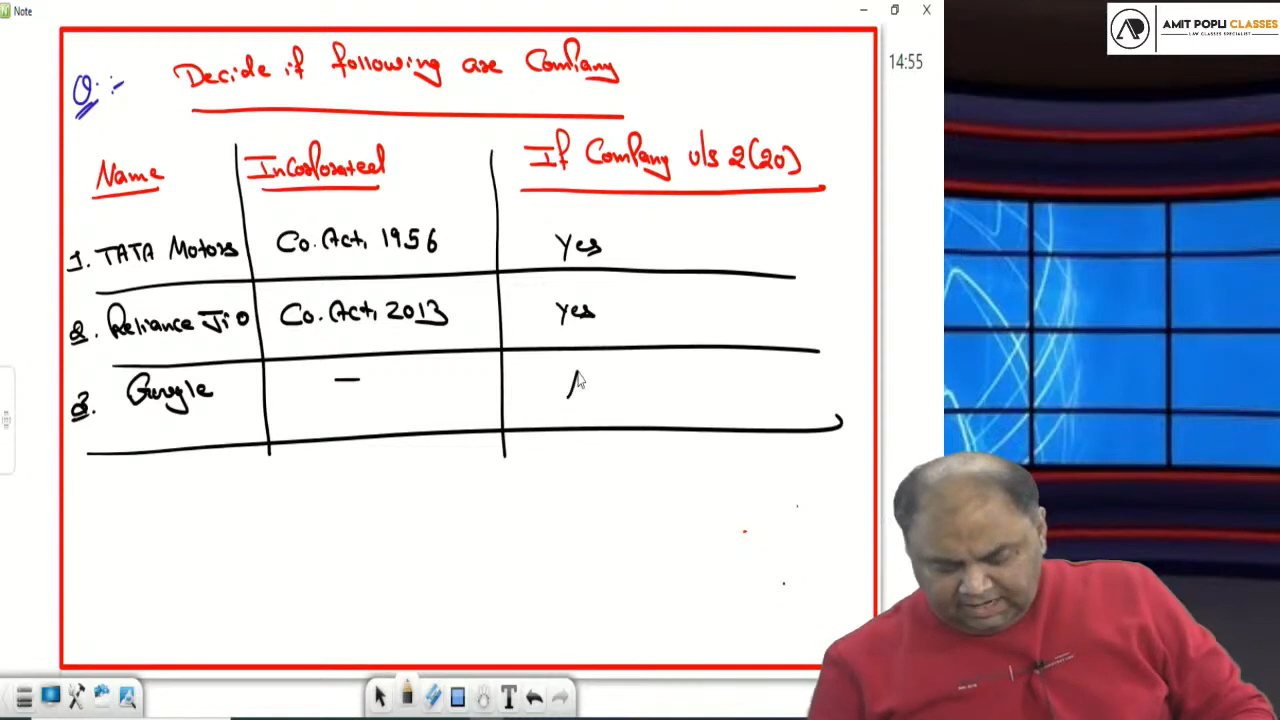 Note
AMIT POPLI CLASSES
LAW CLASSES SPECIALIST
14:55
Q:- Decide if following are Company
Name Incorporated If Company u/s 2(20)
1. TATA Motors Co. Act, 1956 Yes
2. Reliance Jio Co. Act, 2013 Yes
3. Google –